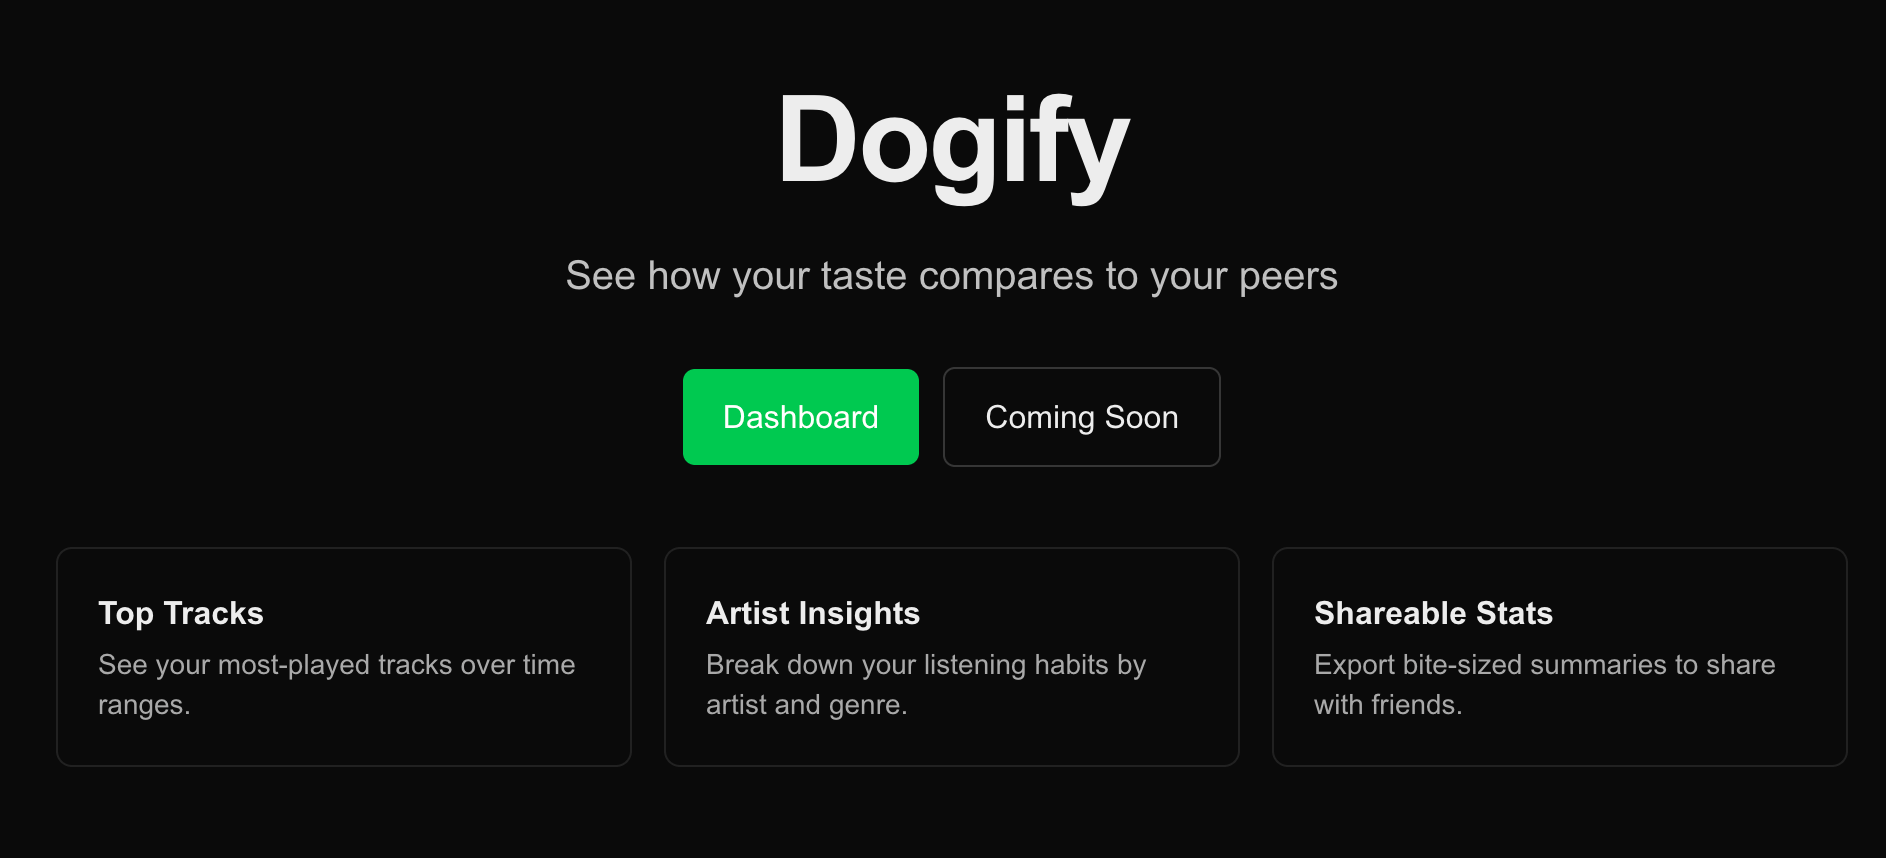 Dogify
See how your taste compares to your peers
Dashboard
Coming Soon
Top Tracks
See your most-played tracks over time
ranges.
Artist Insights
Break down your listening habits by
artist and genre.
Shareable Stats
Export bite-sized summaries to share
with friends.